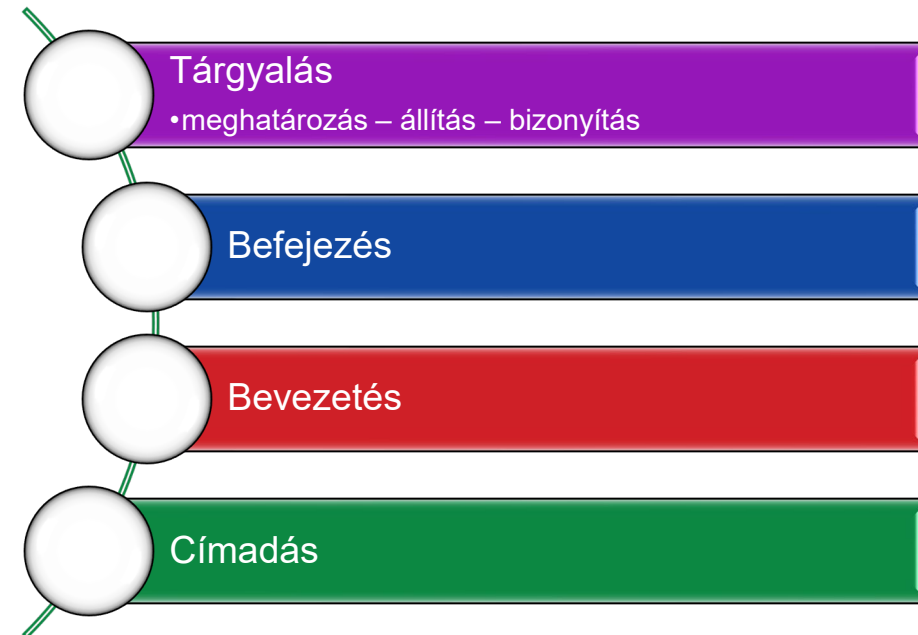 Tárgyalás
•meghatározás – állítás – bizonyítás
Befejezés
Bevezetés
Címadás